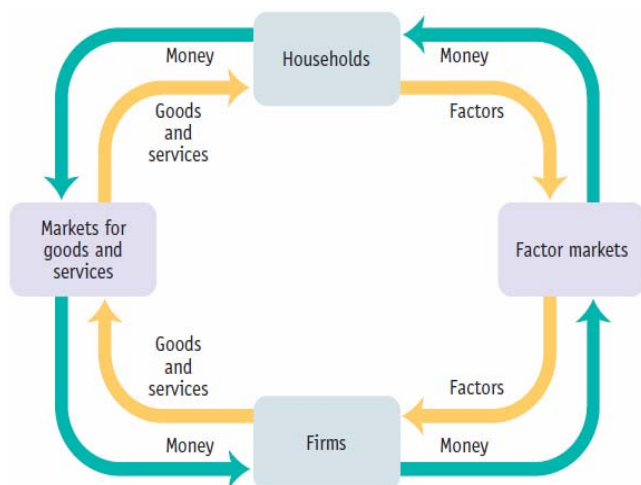 Money
Households
Money
Goods
and
services
Factors
Markets for
goods and
services
Factor markets
Goods
and
services
Factors
Money
Firms
Money